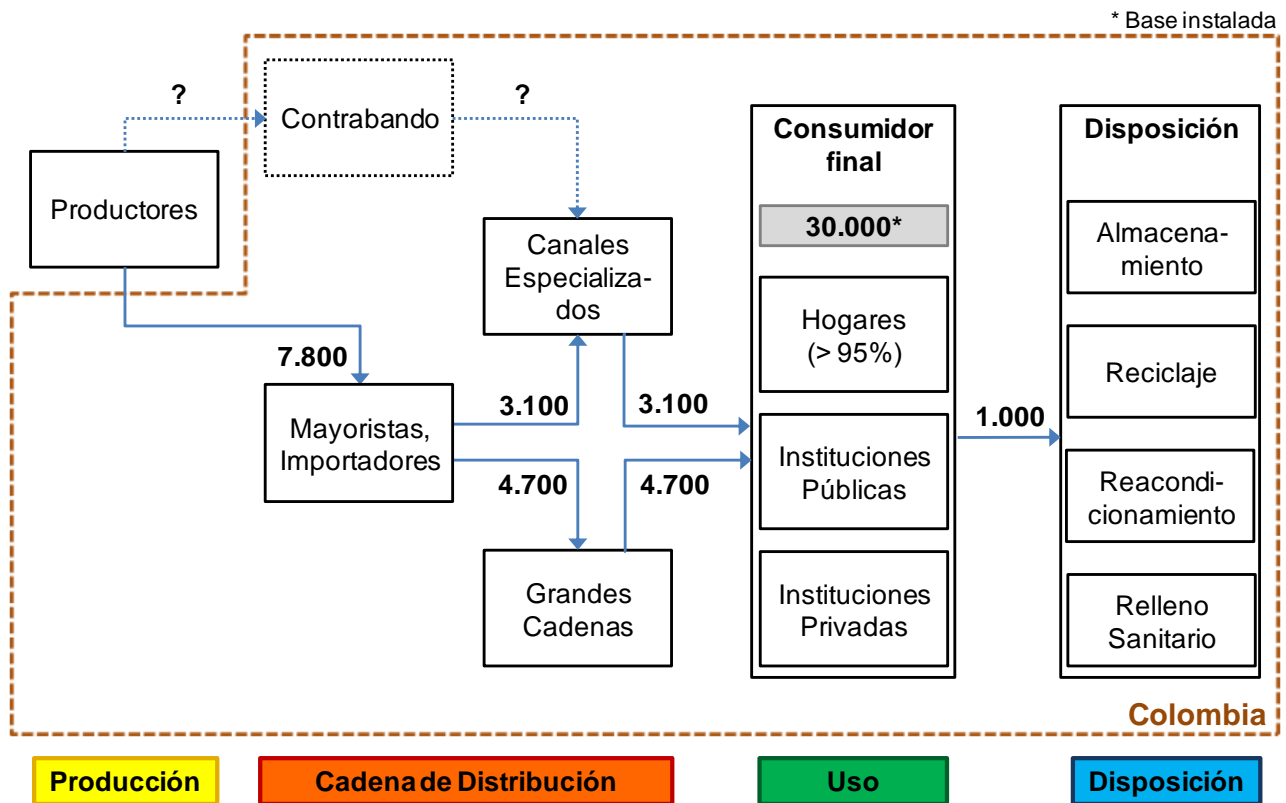 * Base instalada
?
?
Contrabando
Productores
Canales
Especializa-
dos
7.800
Mayoristas,
Importadores
3.100
4.700
3.100
4.700
Grandes
Cadenas
Consumidor
final
30.000*
Hogares
(> 95%)
Instituciones
Públicas
Instituciones
Privadas
1.000
Disposición
Almacena-
miento
Reciclaje
Reacondi-
cionamiento
Relleno
Sanitario
Colombia
Producción
Cadena de Distribución
Uso
Disposición